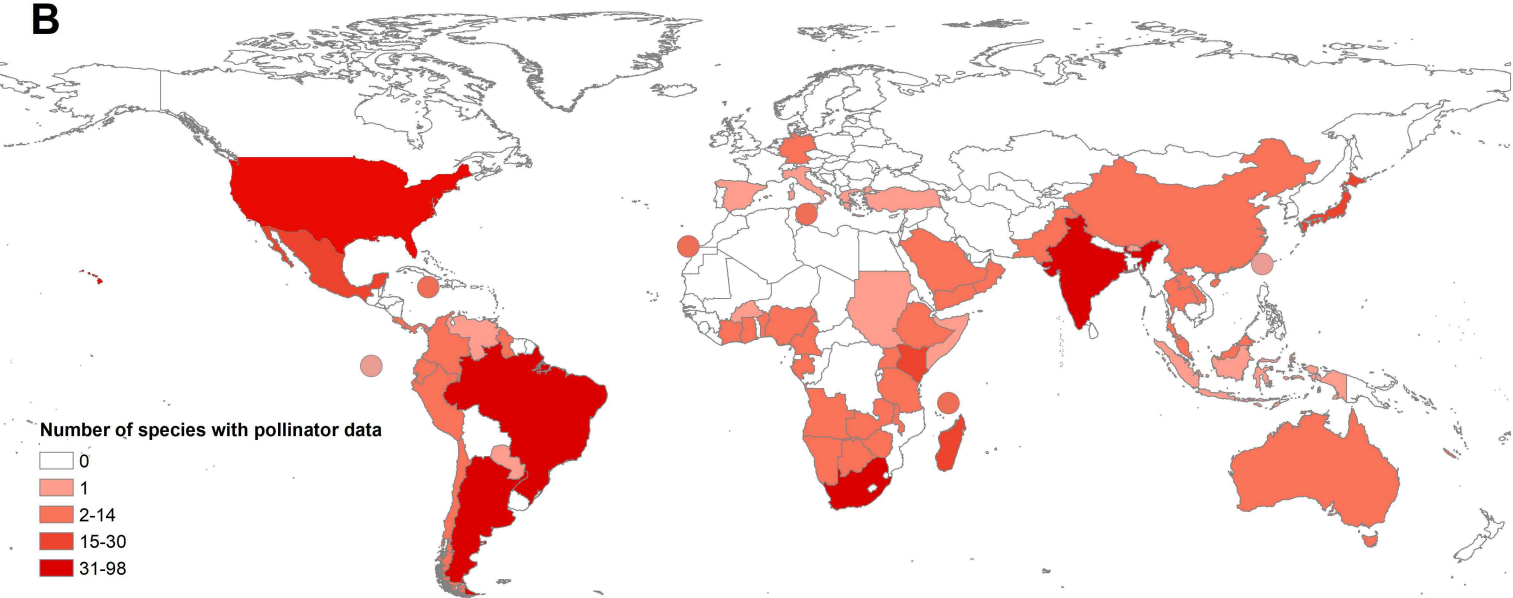 B
Number of species with pollinator data
0
1
2-14
15-30
31-98